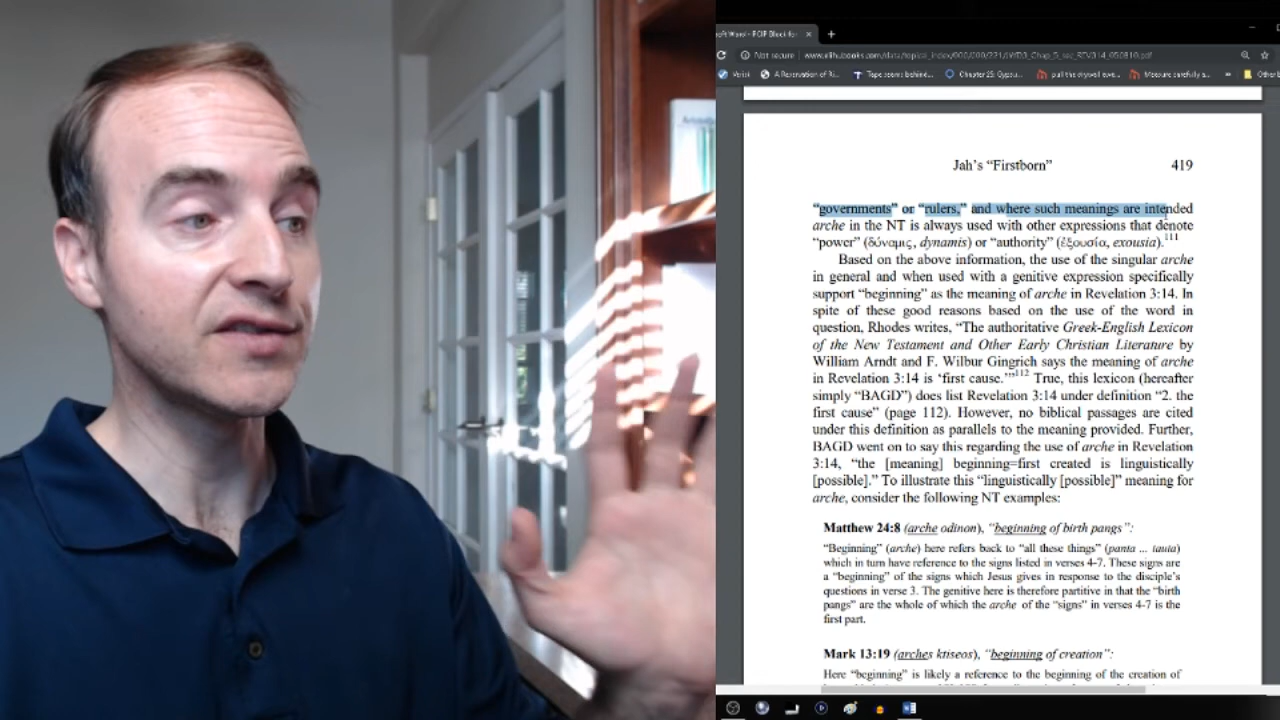 Not secure
Jah's “Firstborn” 419
“governments” or “rulers,” and where such meanings are intended
arche in the NT is always used with other expressions that denote
“power” (δύναμις, dynamis) or “authority” (ἐξουσία, exousia).111
Based on the above information, the use of the singular arche
in general and when used with a genitive expression specifically
support “beginning” as the meaning of arche in Revelation 3:14. In
spite of these good reasons based on the use of the word in
question, Rhodes writes, “The authoritative Greek-English Lexicon
of the New Testament and Other Early Christian Literature by
William Arndt and F. Wilbur Gingrich says the meaning of arche
in Revelation 3:14 is ‘first cause.’”112 True, this lexicon (hereafter
simply “BAGD”) does list Revelation 3:14 under definition “2. the
first cause” (page 112). However, no biblical passages are cited
under this definition as parallels to the meaning provided. Further,
BAGD went on to say this regarding the use of arche in Revelation
3:14, “the [meaning] beginning=first created is linguistically
[possible].” To illustrate this “linguistically [possible]” meaning for
arche, consider the following NT examples:
Matthew 24:8 (arche odinon), “beginning of birth pangs”:
“Beginning” (arche) here refers back to “all these things” (panta ... tauta)
which in turn have reference to the signs listed in verses 4-7. These signs are
a “beginning” of the signs which Jesus gives in response to the disciple's
questions in verse 3. The genitive here is therefore partitive in that the “birth
pangs” are the whole of which the arche of the “signs” in verses 4-7 is the
first part.
Mark 13:19 (arches ktiseos), “beginning of creation”:
Here “beginning” is likely a reference to the beginning of the creation of